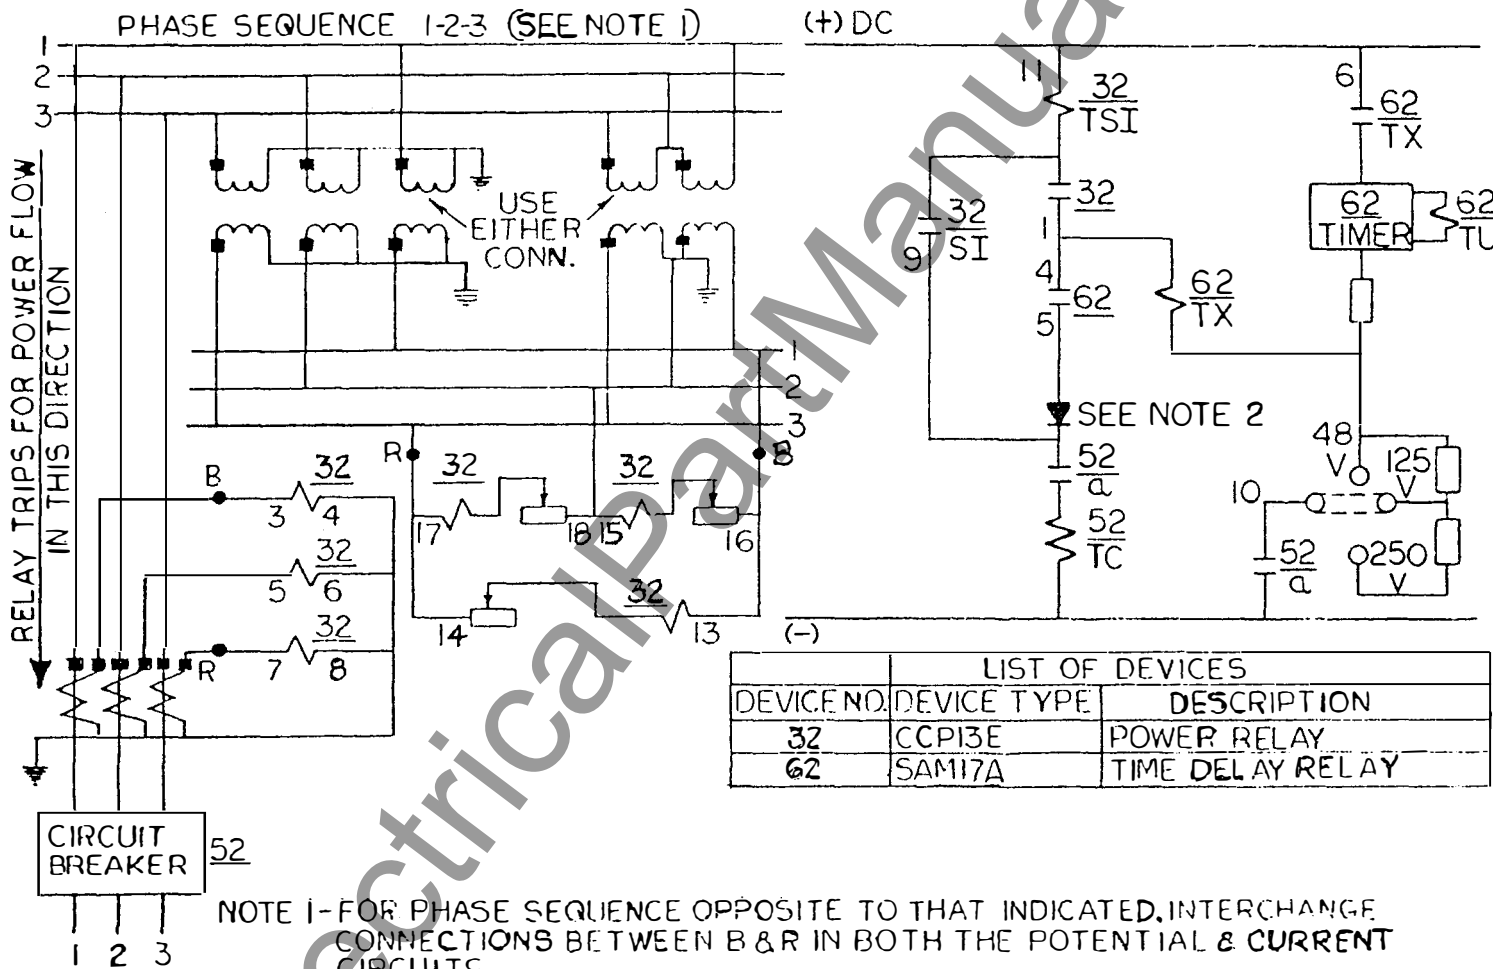 PHASE SEQUENCE 1-2-3 (SEE NOTE 1)
1
2
3
RELAY TRIPS FOR POWER FLOW
IN THIS DIRECTION
USE
EITHER
CONN.
1
2
3
R
B
32
32
17
18
15
16
32
14
13
B
32
3
4
32
5
6
32
R
7
8
CIRCUIT
BREAKER
52
1 2 3
(+) DC
11
32
TSI
32
SI
9
32
1
4
62
5
62
TX
SEE NOTE 2
52
a
52
TC
6
62
TX
62
TIMER
62
TU
48
V
125
V
10
250
V
52
a
(-)
LIST OF DEVICES
DEVICE NO. DEVICE TYPE DESCRIPTION
32 CCP13E POWER RELAY
62 SAM17A TIME DELAY RELAY
NOTE 1-FOR PHASE SEQUENCE OPPOSITE TO THAT INDICATED, INTERCHANGE
CONNECTIONS BETWEEN B & R IN BOTH THE POTENTIAL & CURRENT
CIRCUITS
ectricalPartManua